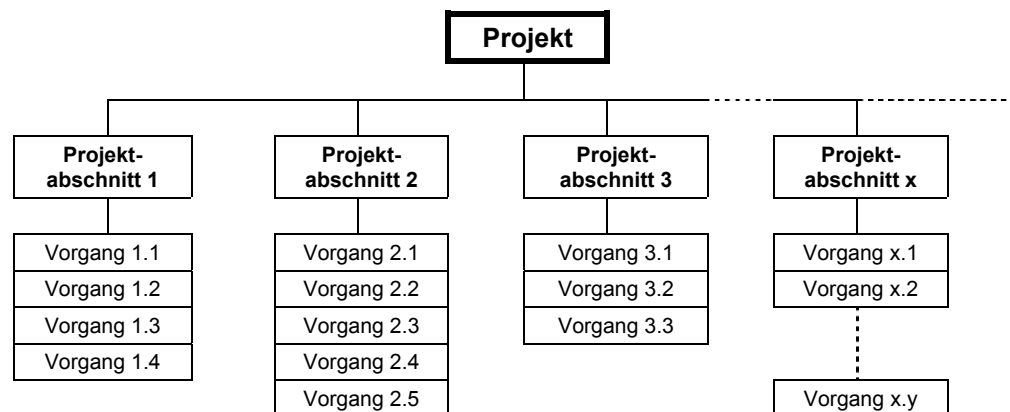 Projekt
Projekt-
abschnitt 1
Projekt-
abschnitt 2
Projekt-
abschnitt 3
Projekt-
abschnitt x
Vorgang 1.1
Vorgang 1.2
Vorgang 1.3
Vorgang 1.4
Vorgang 2.1
Vorgang 2.2
Vorgang 2.3
Vorgang 2.4
Vorgang 2.5
Vorgang 3.1
Vorgang 3.2
Vorgang 3.3
Vorgang x.1
Vorgang x.2
Vorgang x.y